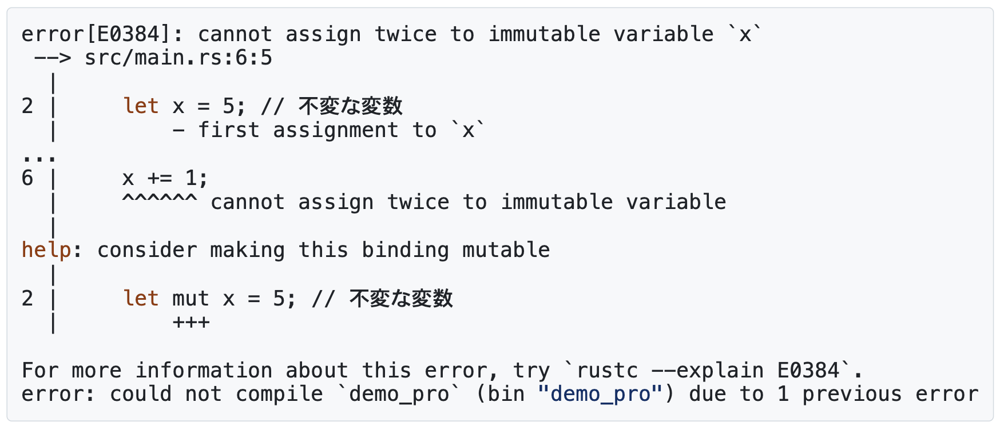 error[E0384]: cannot assign twice to immutable variable `x`
 --> src/main.rs:6:5
  |
2 |     let x = 5; // 不変な変数
  |         - first assignment to `x`
...
6 |     x += 1;
  |     ^^^^^^ cannot assign twice to immutable variable
  |
help: consider making this binding mutable
  |
2 |     let mut x = 5; // 不変な変数
  |         +++

For more information about this error, try `rustc --explain E0384`.
error: could not compile `demo_pro` (bin "demo_pro") due to 1 previous error